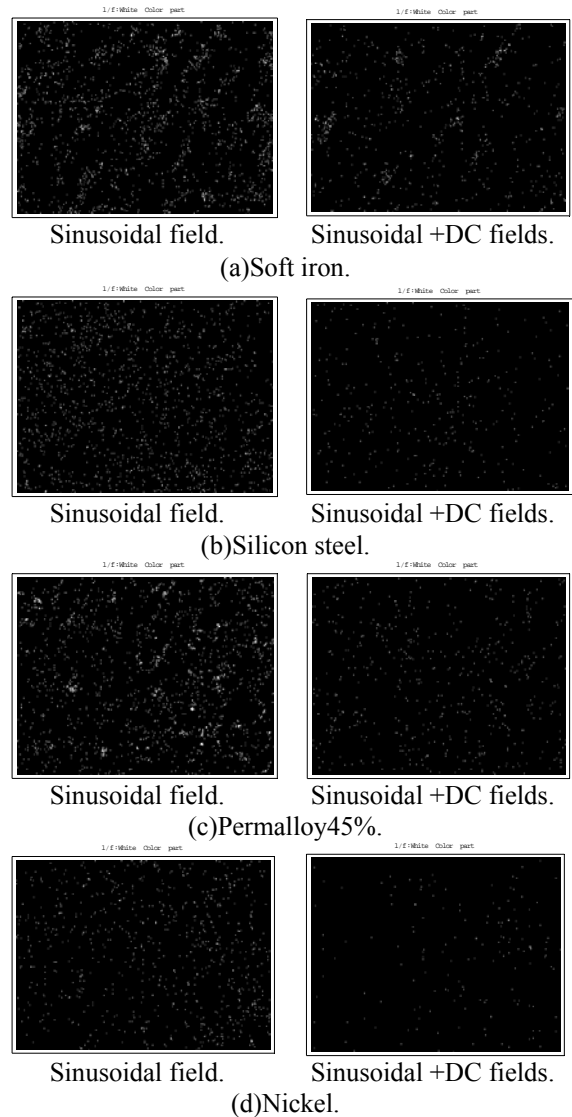 1/f:White Color part 1/f:White Color part
Sinusoidal field. Sinusoidal +DC fields.
(a)Soft iron.
1/f:White Color part 1/f:White Color part
Sinusoidal field. Sinusoidal +DC fields.
(b)Silicon steel.
1/f:White Color part 1/f:White Color part
Sinusoidal field. Sinusoidal +DC fields.
(c)Permalloy45%.
1/f:White Color part 1/f:White Color part
Sinusoidal field. Sinusoidal +DC fields.
(d)Nickel.